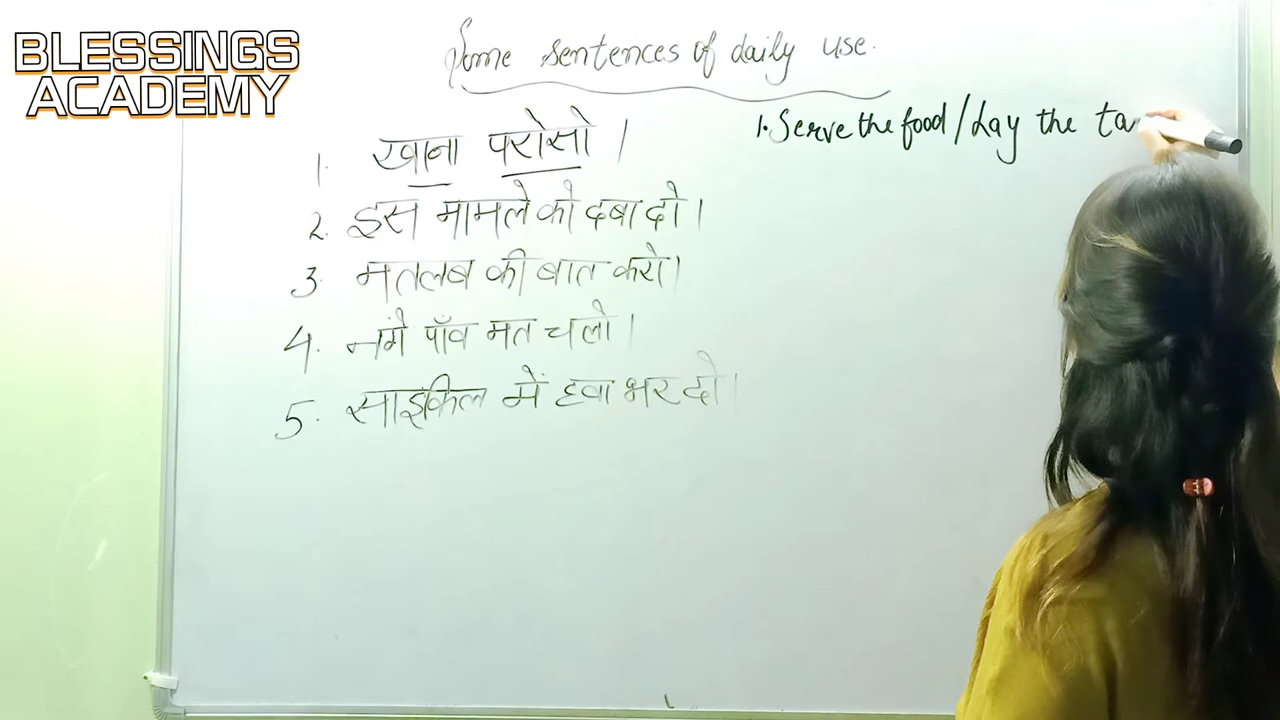 BLESSINGS
ACADEMY
Some sentences of daily use.
1. खाना परोसो।
2. इस मामले को दबा दो।
3. मतलब की बात करो।
4. नंगे पाँव मत चलो।
5. साइकिल में हवा भर दो।
1. Serve the food / Lay the ta